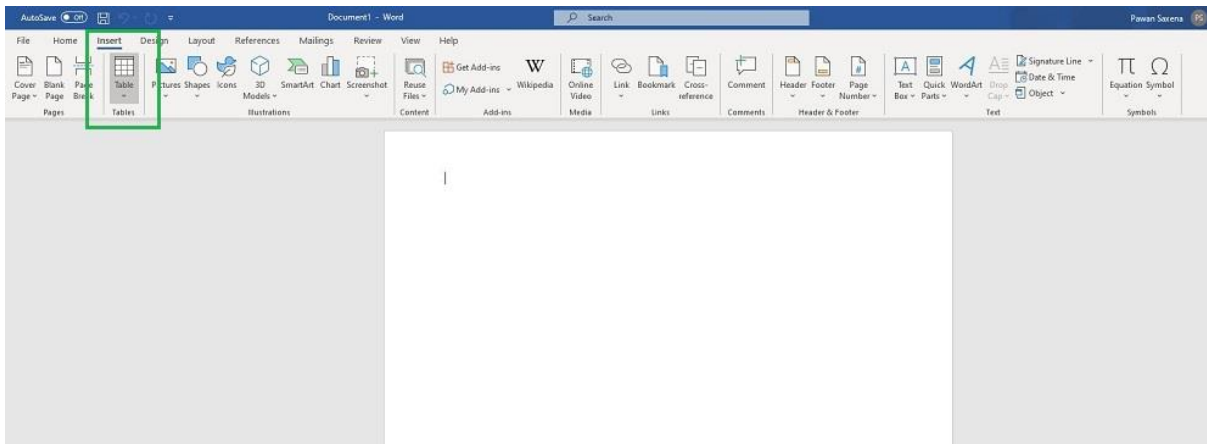 AutoSave Off Document1 - Word Search Pawan Saxena PS
File Home Insert Design Layout References Mailings Review View Help
Cover Page
Blank Page
Page Break
Pages
Table
Tables
Pictures
Shapes
Icons
3D Models
SmartArt
Chart
Screenshot
Illustrations
Reuse Files
Content
Get Add-ins
My Add-ins
W Wikipedia
Add-ins
Online Video
Media
Link
Bookmark
Cross-reference
Links
Comment
Comments
Header
Footer
# Page Number
Header & Footer
A Text Box
Quick Parts
A WordArt
A Drop Cap
Signature Line
Date & Time
Object
Text
π Equation
Ω Symbol
Symbols